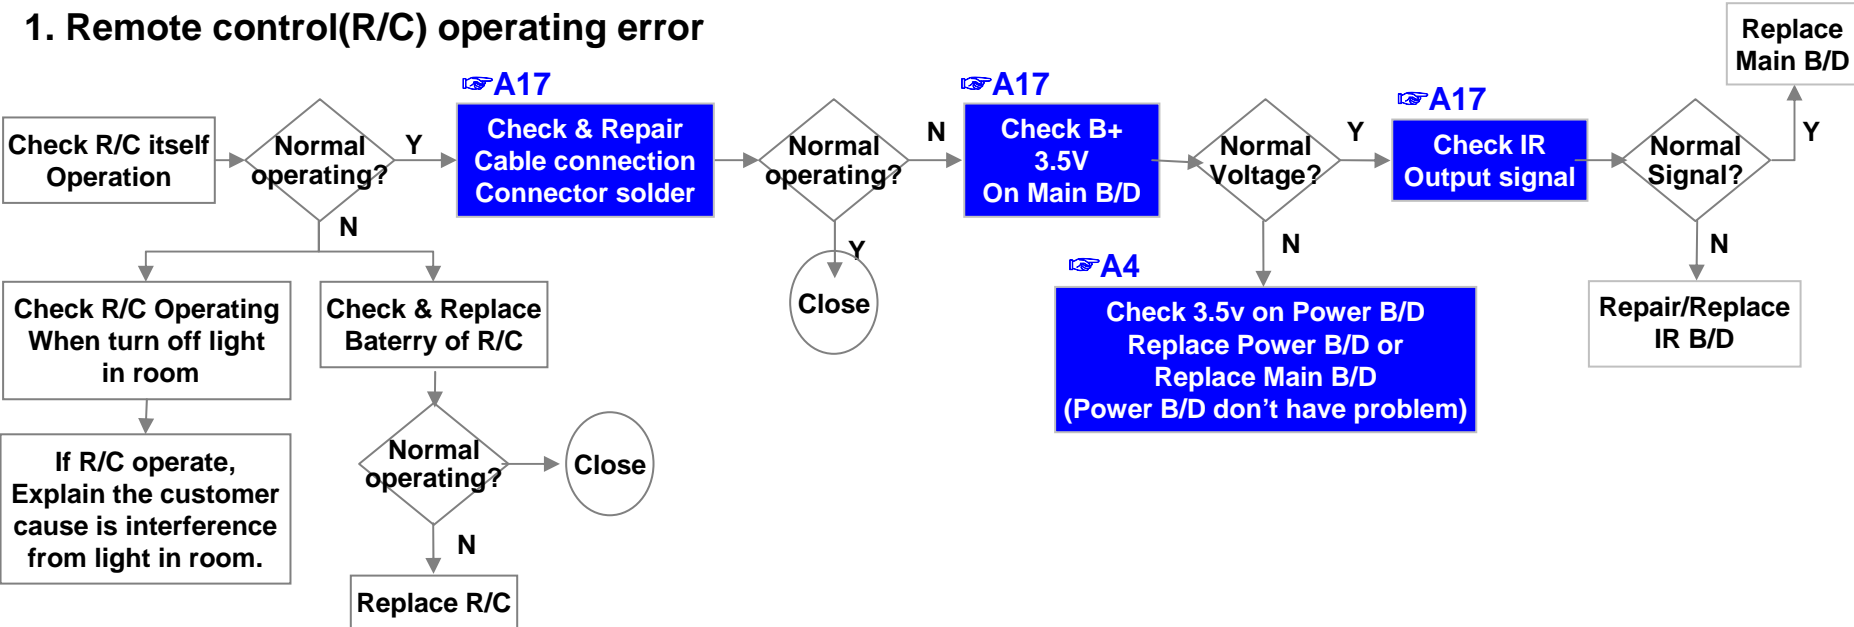 1. Remote control(R/C) operating error
Replace
Main B/D
☞A17
☞A17
☞A17
Check R/C itself
Operation
Normal
operating?
Y
Check & Repair
Cable connection
Connector solder
Normal
operating?
N
Check B+
3.5V
On Main B/D
Normal
Voltage?
Y
Check IR
Output signal
Normal
Signal?
Y
N
Y
N
N
☞A4
Check R/C Operating
When turn off light
in room
Check & Replace
Baterry of R/C
Close
Check 3.5v on Power B/D
Replace Power B/D or
Replace Main B/D
(Power B/D don't have problem)
Repair/Replace
IR B/D
If R/C operate,
Explain the customer
cause is interference
from light in room.
Normal
operating?
Close
N
Replace R/C